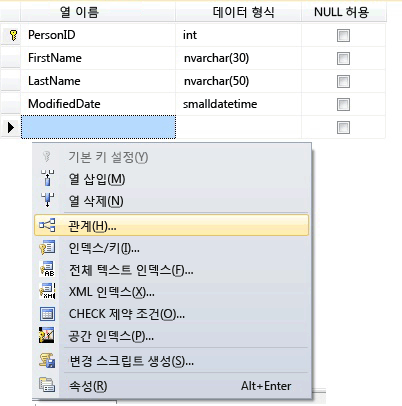 열 이름 데이터 형식 NULL 허용
PersonID int
FirstName nvarchar(30)
LastName nvarchar(50)
ModifiedDate smalldatetime
기본 키 설정(Y)
열 삽입(M)
열 삭제(N)
관계(H)...
인덱스/키(I)...
전체 텍스트 인덱스(F)...
XML 인덱스(X)...
CHECK 제약 조건(O)...
공간 인덱스(P)...
변경 스크립트 생성(S)...
속성(R) Alt+Enter